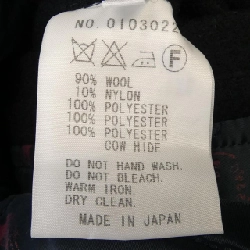 NO. 0103022
F
90% WOOL
10% NYLON
100% POLYESTER
100% POLYESTER
100% POLYESTER
COW HIDE
DO NOT HAND WASH.
DO NOT BLEACH.
WARM IRON.
DRY CLEAN.
MADE IN JAPAN